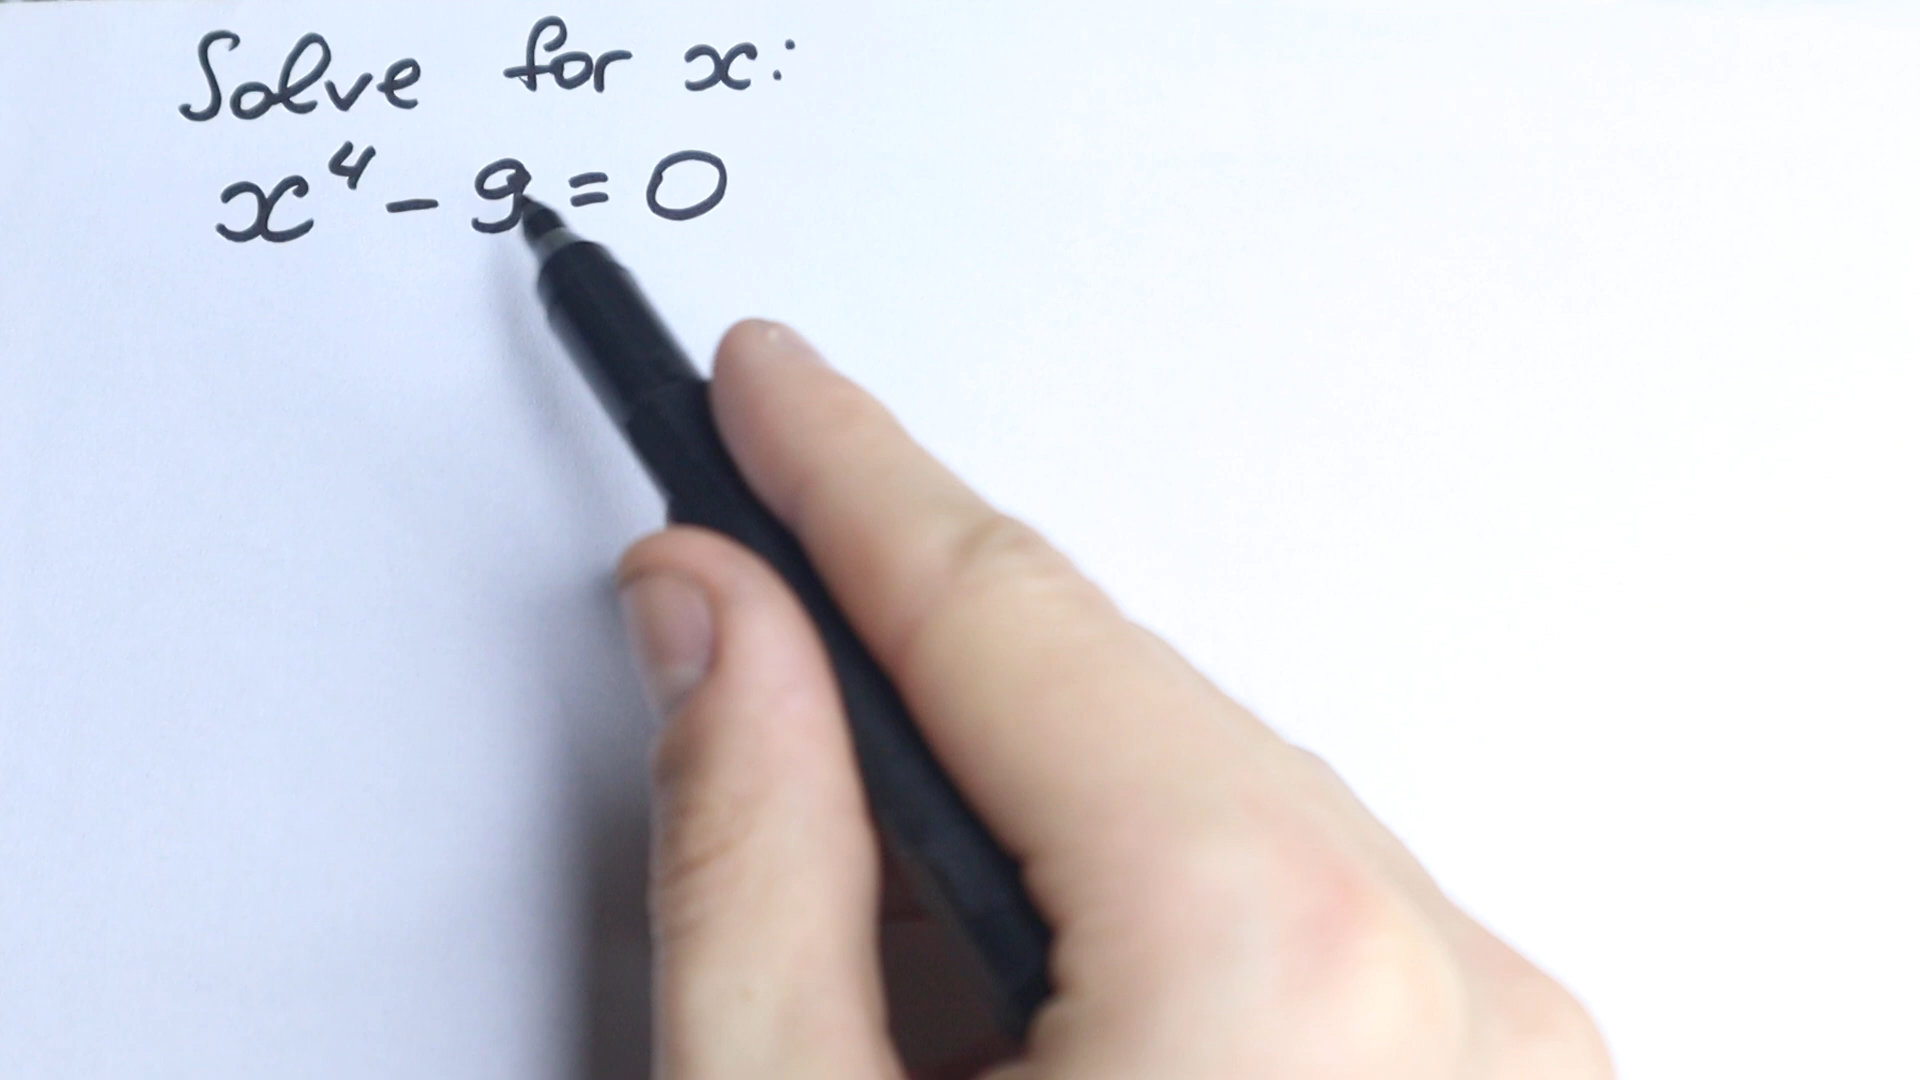 Solve for x:
x⁴ - 9 = 0